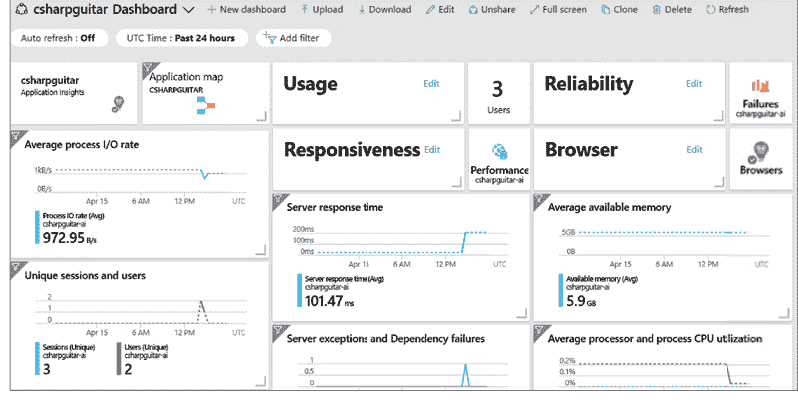 csharpguitar Dashboard
New dashboard
Upload
Download
Edit
Unshare
Full screen
Clone
Delete
Refresh
Auto refresh : Off
UTC Time : Past 24 hours
Add filter
csharpguitar
Application Insights
Application map
CSHARPGUITAR
Usage
Edit
3
Users
Reliability
Edit
Failures
csharpguitar-ai
Average process I/O rate
1kB/s
0B/s
Apr 15
6 AM
12 PM
UTC
Process IO rate (Avg)
csharpguitar-ai
972.95 B/s
Responsiveness
Edit
Performance
csharpguitar-ai
Browser
Edit
Browsers
Server response time
200ms
100ms
0ms
Apr 15
6 AM
12 PM
UTC
Server response time (Avg)
csharpguitar-ai
101.47 ms
Average available memory
5GB
0B
Apr 15
6 AM
12 PM
UTC
Available memory (Avg)
csharpguitar-ai
5.9 GB
Unique sessions and users
2
1
0
Apr 15
6 AM
12 PM
UTC
Sessions (Unique)
csharpguitar-ai
3
Users (Unique)
csharpguitar-ai
2
Server exceptions and Dependency failures
1
0.5
0
Average processor and process CPU utilization
0.2%
0.1%
0%